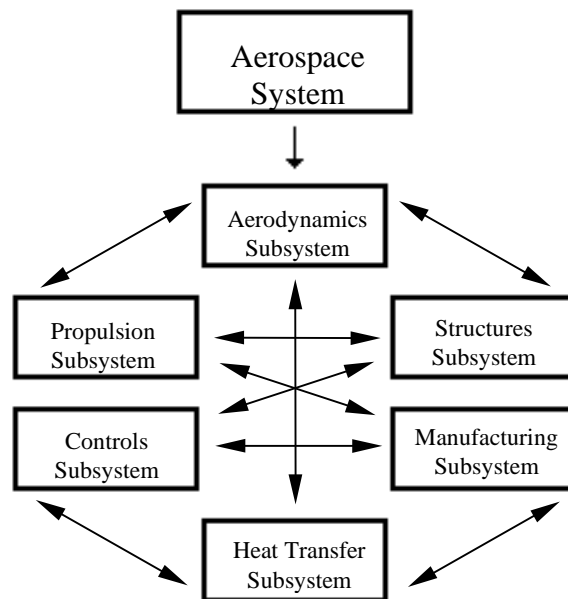 Aerospace
System
Aerodynamics
Subsystem
Propulsion
Subsystem
Structures
Subsystem
Controls
Subsystem
Manufacturing
Subsystem
Heat Transfer
Subsystem